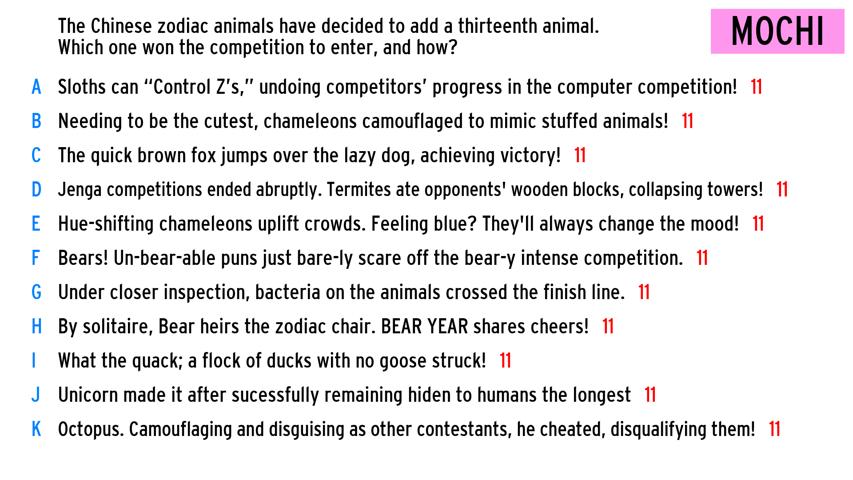 The Chinese zodiac animals have decided to add a thirteenth animal.
Which one won the competition to enter, and how?
MOCHI
A Sloths can “Control Z’s,” undoing competitors’ progress in the computer competition! 11
B Needing to be the cutest, chameleons camouflaged to mimic stuffed animals! 11
C The quick brown fox jumps over the lazy dog, achieving victory! 11
D Jenga competitions ended abruptly. Termites ate opponents' wooden blocks, collapsing towers! 11
E Hue-shifting chameleons uplift crowds. Feeling blue? They'll always change the mood! 11
F Bears! Un-bear-able puns just bare-ly scare off the bear-y intense competition. 11
G Under closer inspection, bacteria on the animals crossed the finish line. 11
H By solitaire, Bear heirs the zodiac chair. BEAR YEAR shares cheers! 11
I What the quack; a flock of ducks with no goose struck! 11
J Unicorn made it after sucessfully remaining hiden to humans the longest 11
K Octopus. Camouflaging and disguising as other contestants, he cheated, disqualifying them! 11